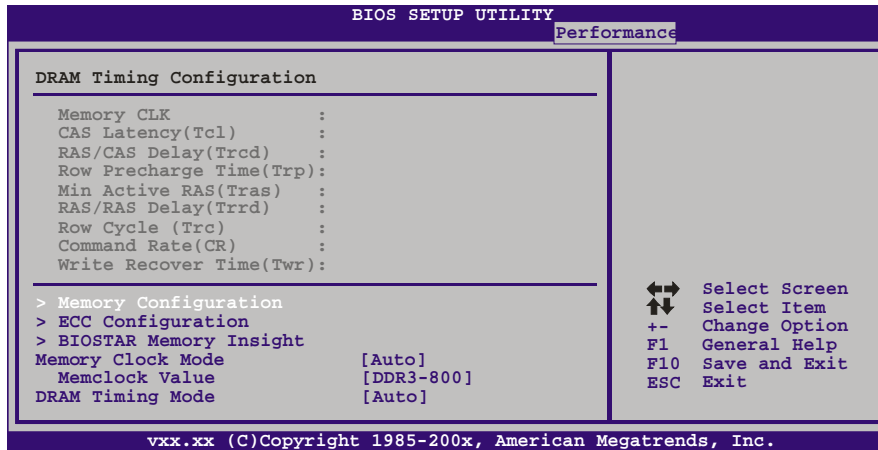 BIOS SETUP UTILITY
Performance
DRAM Timing Configuration
Memory CLK :
CAS Latency(Tcl) :
RAS/CAS Delay(Trcd) :
Row Precharge Time(Trp):
Min Active RAS(Tras) :
RAS/RAS Delay(Trrd) :
Row Cycle (Trc) :
Command Rate(CR) :
Write Recover Time(Twr):
> Memory Configuration
> ECC Configuration
> BIOSTAR Memory Insight
Memory Clock Mode [Auto]
Memclock Value [DDR3-800]
DRAM Timing Mode [Auto]
Select Screen
Select Item
+- Change Option
F1 General Help
F10 Save and Exit
ESC Exit
vxx.xx (C)Copyright 1985-200x, American Megatrends, Inc.